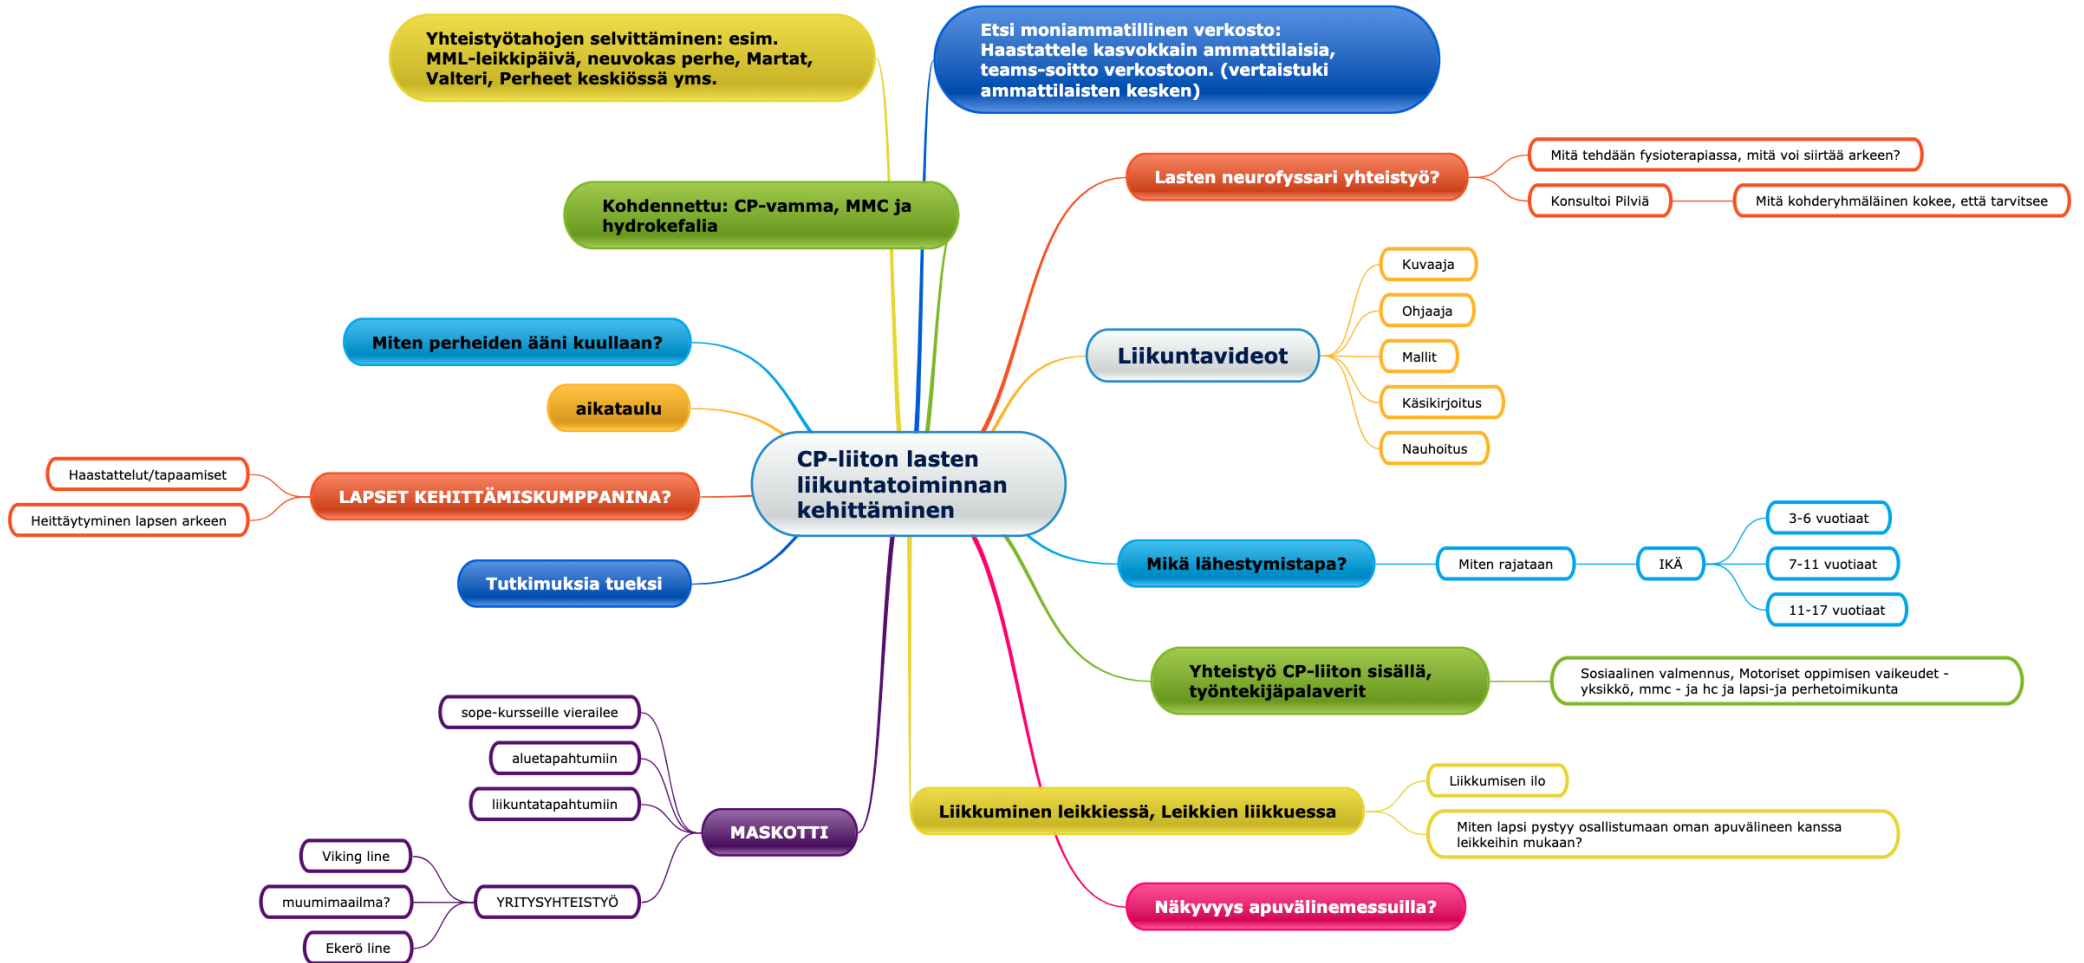 Yhteistyötahojen selvittäminen: esim.
MML-leikkipäivä, neuvokas perhe, Martat,
Valteri, Perheet keskiössä yms.
Etsi moniammatillinen verkosto:
Haastattele kasvokkain ammattilaisia,
teams-soitto verkostoon. (vertaistuki
ammattilaisten kesken)
Kohdennettu: CP-vamma, MMC ja
hydrokefalia
Miten perheiden ääni kuullaan?
aikataulu
LAPSET KEHITTÄMISKUMPPANINA?
Haastattelut/tapaamiset
Heittäytyminen lapsen arkeen
Tutkimuksia tueksi
CP-liiton lasten
liikuntatoiminnan
kehittäminen
MASKOTTI
sope-kursseille vierailee
aluetapahtumiin
liikuntatapahtumiin
YRITYSYHTEISTYÖ
Viking line
muumimaailma?
Ekerö line
Lasten neurofyssari yhteistyö?
Mitä tehdään fysioterapiassa, mitä voi siirtää arkeen?
Konsultoi Pilviä
Mitä kohderyhmäläinen kokee, että tarvitsee
Liikuntavideot
Kuvaaja
Ohjaaja
Mallit
Käsikirjoitus
Nauhoitus
Mikä lähestymistapa?
Miten rajataan
IKÄ
3-6 vuotiaat
7-11 vuotiaat
11-17 vuotiaat
Yhteistyö CP-liiton sisällä,
työntekijäpalaverit
Sosiaalinen valmennus, Motoriset oppimisen vaikeudet -
yksikkö, mmc - ja hc ja lapsi-ja perhetoimikunta
Liikkuminen leikkiessä, Leikkien liikkuessa
Liikkumisen ilo
Miten lapsi pystyy osallistumaan oman apuvälineen kanssa
leikkeihin mukaan?
Näkyvyys apuvälinemessuilla?